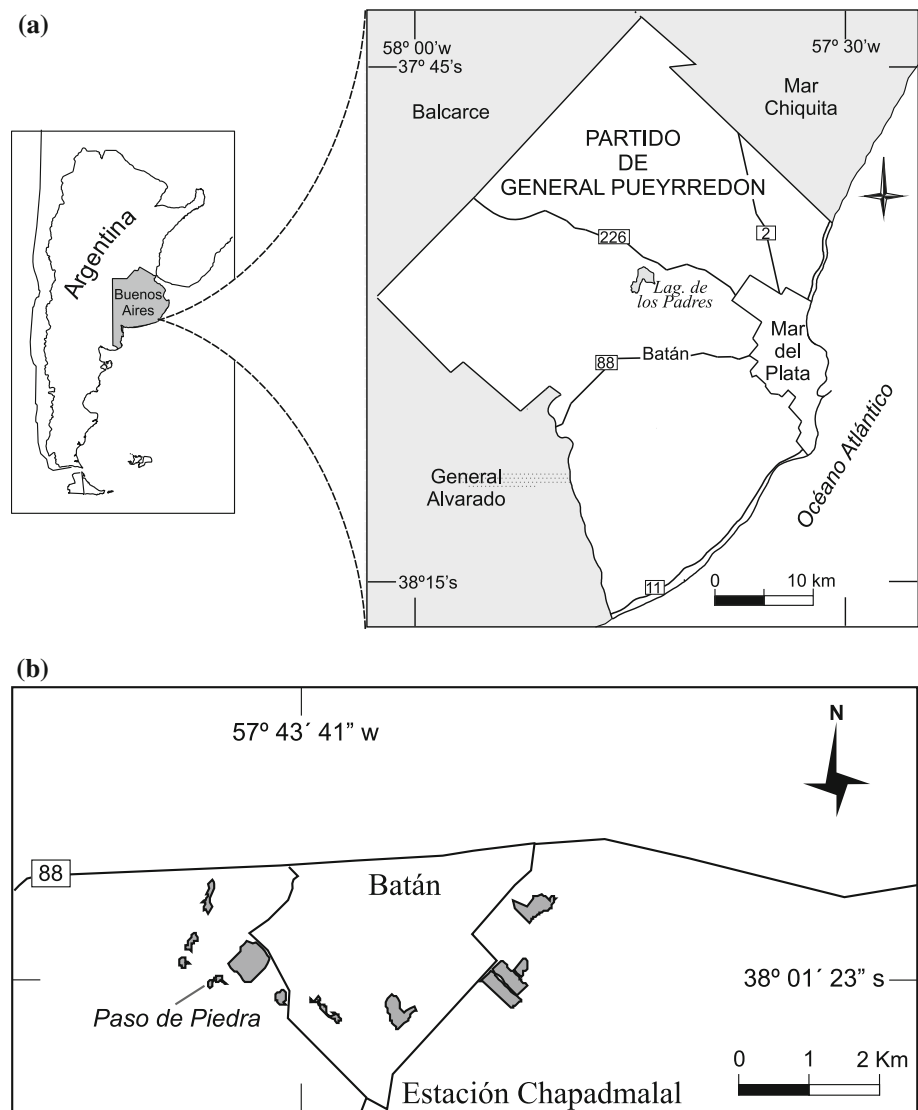 (a)
58º 00'w
57º 30'w
37º 45's
Mar
Chiquita
Balcarce
PARTIDO
DE
GENERAL PUEYRREDON
Argentina
Buenos
Aires
226
2
Lag. de
los Padres
Mar
del
Plata
88
Batán
General
Alvarado
Océano Atlántico
38º15's
11
0 10 km
(b)
57º 43´ 41” w
N
88
Batán
38º 01´ 23” s
Paso de Piedra
0 1 2 Km
Estación Chapadmalal